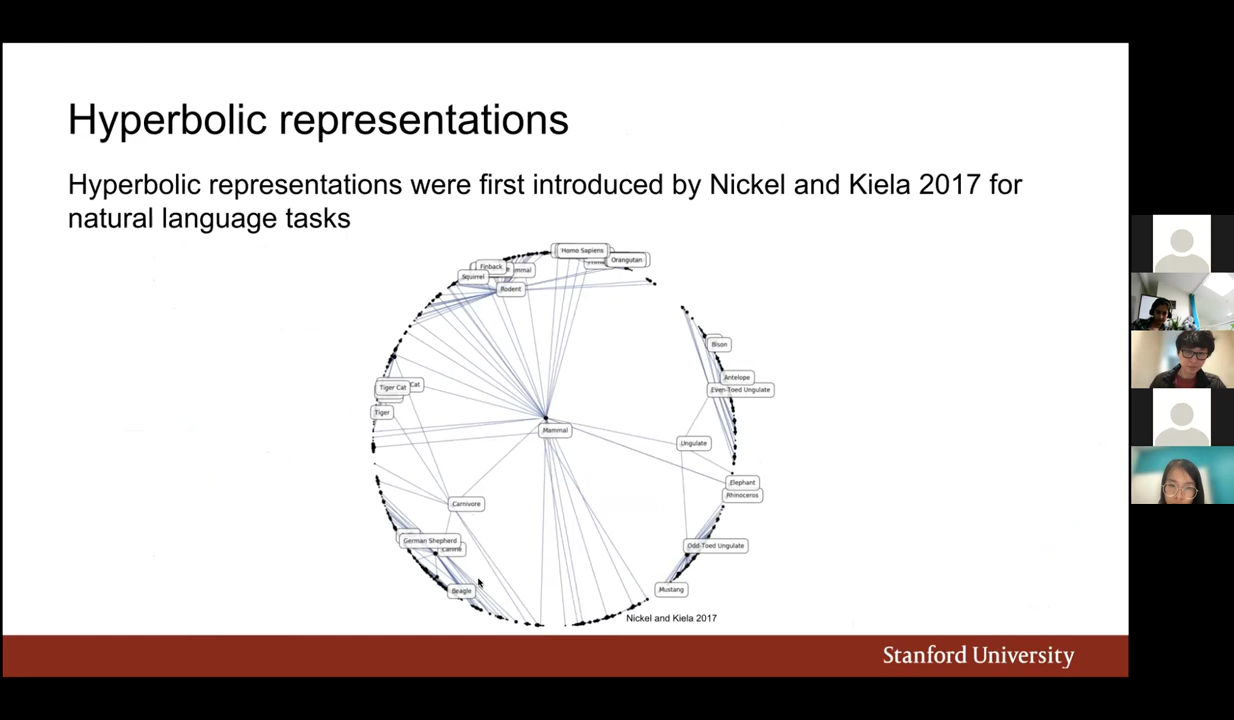 Hyperbolic representations
Hyperbolic representations were first introduced by Nickel and Kiela 2017 for
natural language tasks
Homo Sapiens
Orangutan
Finback
Squirrel
Rodent
Bison
Antelope
Even-Toed Ungulate
Tiger Cat
Cat
Tiger
Mammal
Ungulate
Elephant
Rhinoceros
Carnivore
German Shepherd
Canine
Odd-Toed Ungulate
Beagle
Mustang
Nickel and Kiela 2017
Stanford University